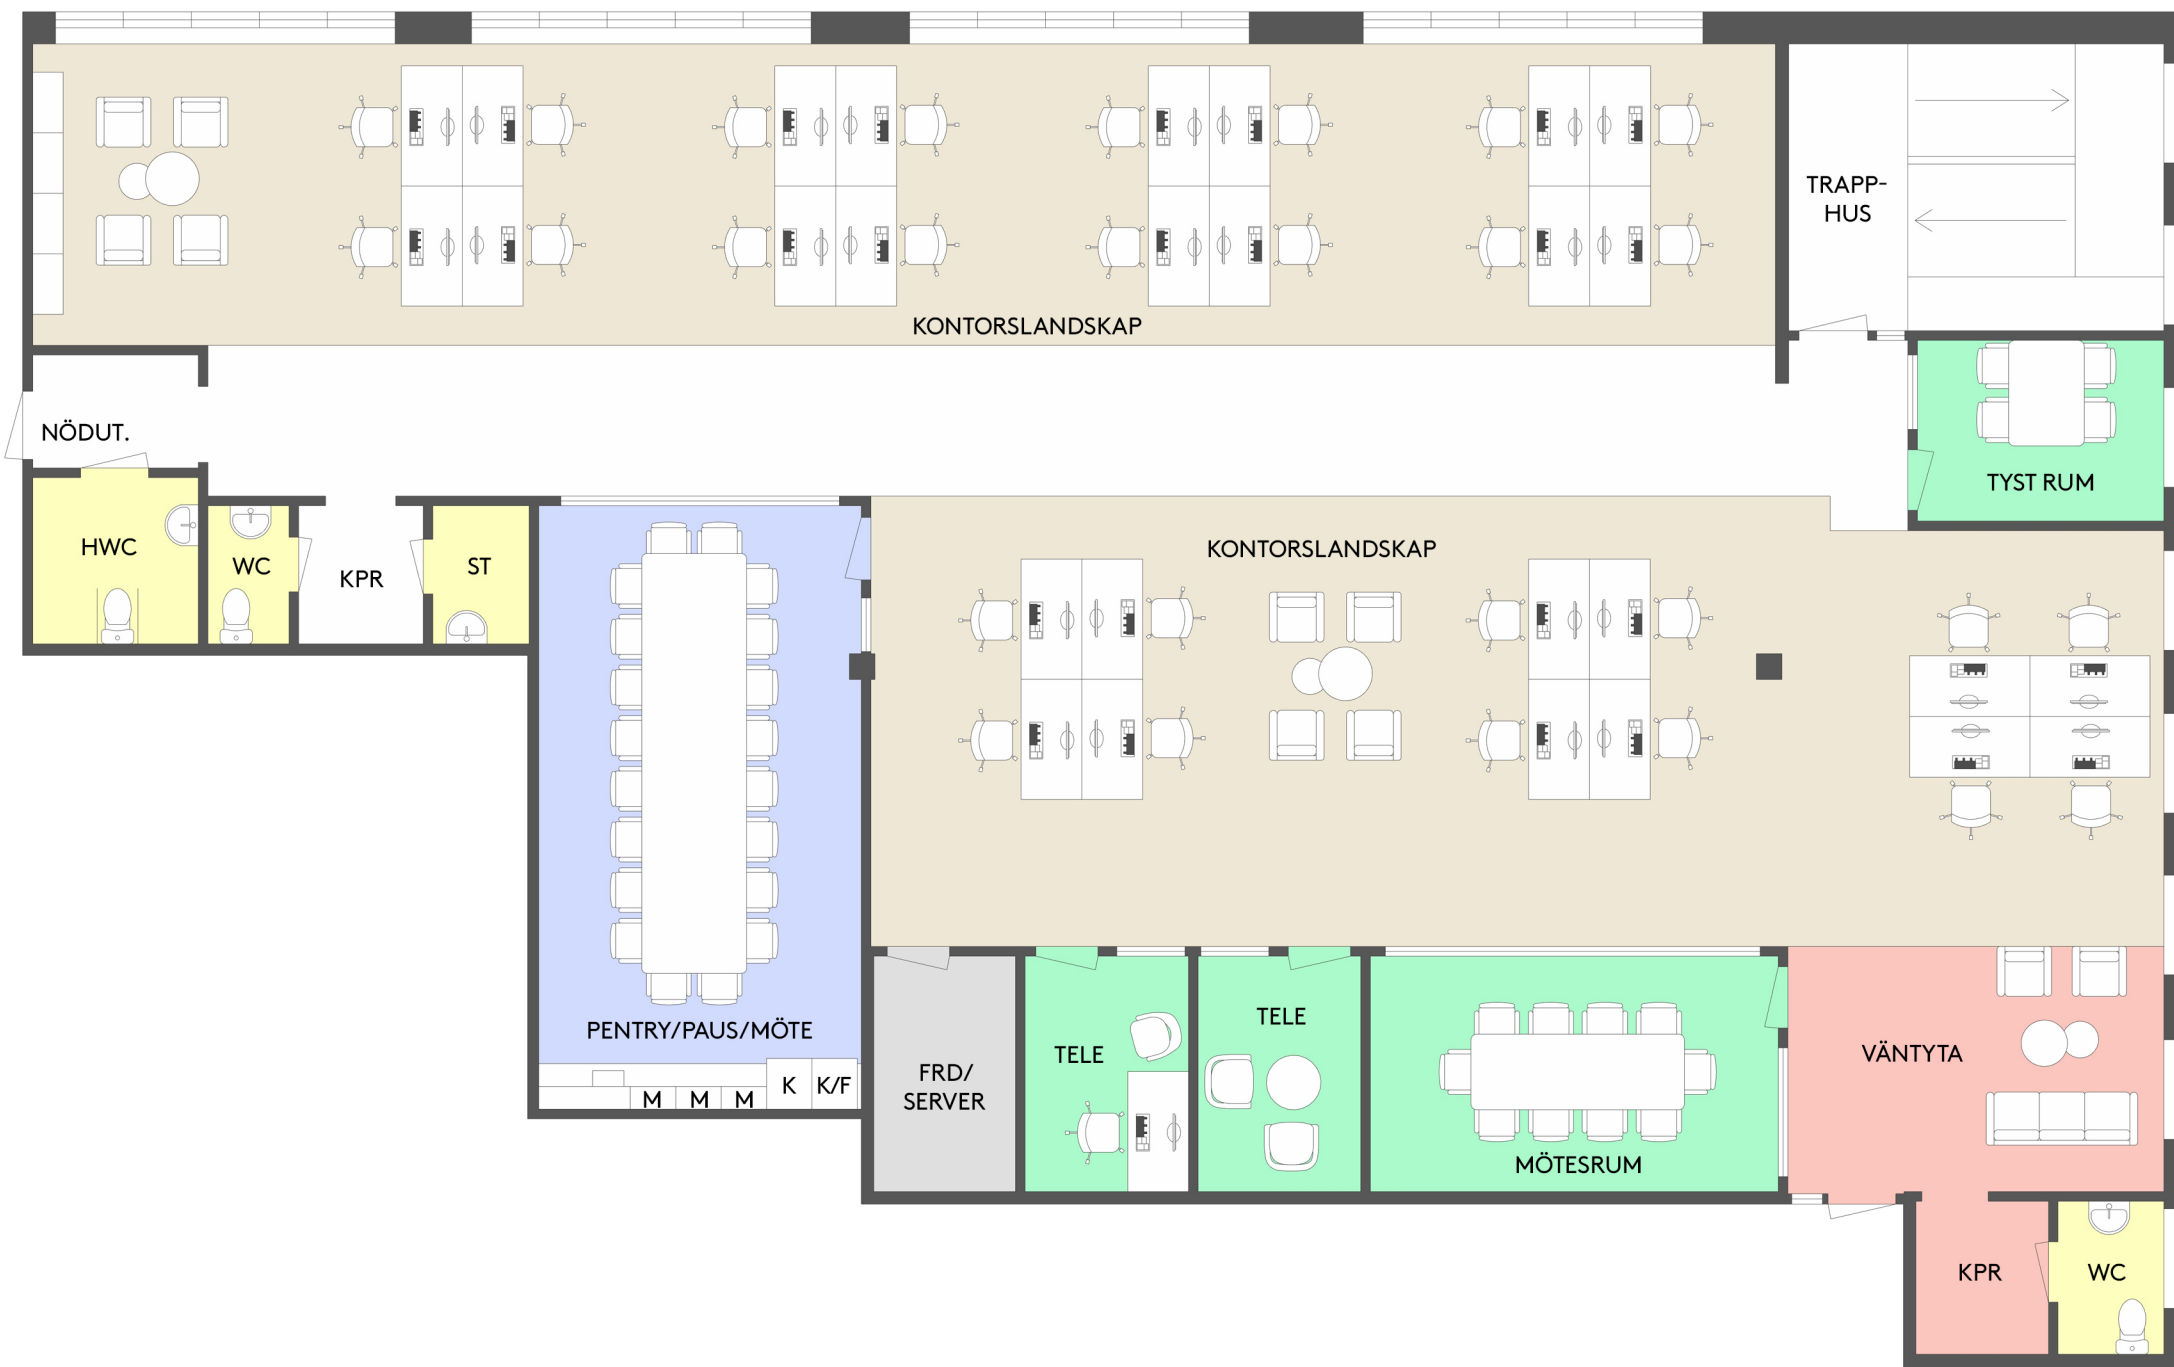 TRAPP-
HUS
KONTORSLANDSKAP
NÖDUT.
TYST RUM
HWC
WC
KPR
ST
KONTORSLANDSKAP
PENTRY/PAUS/MÖTE
M
M
M
K
K/F
FRD/
SERVER
TELE
TELE
MÖTESRUM
VÄNTYTA
KPR
WC